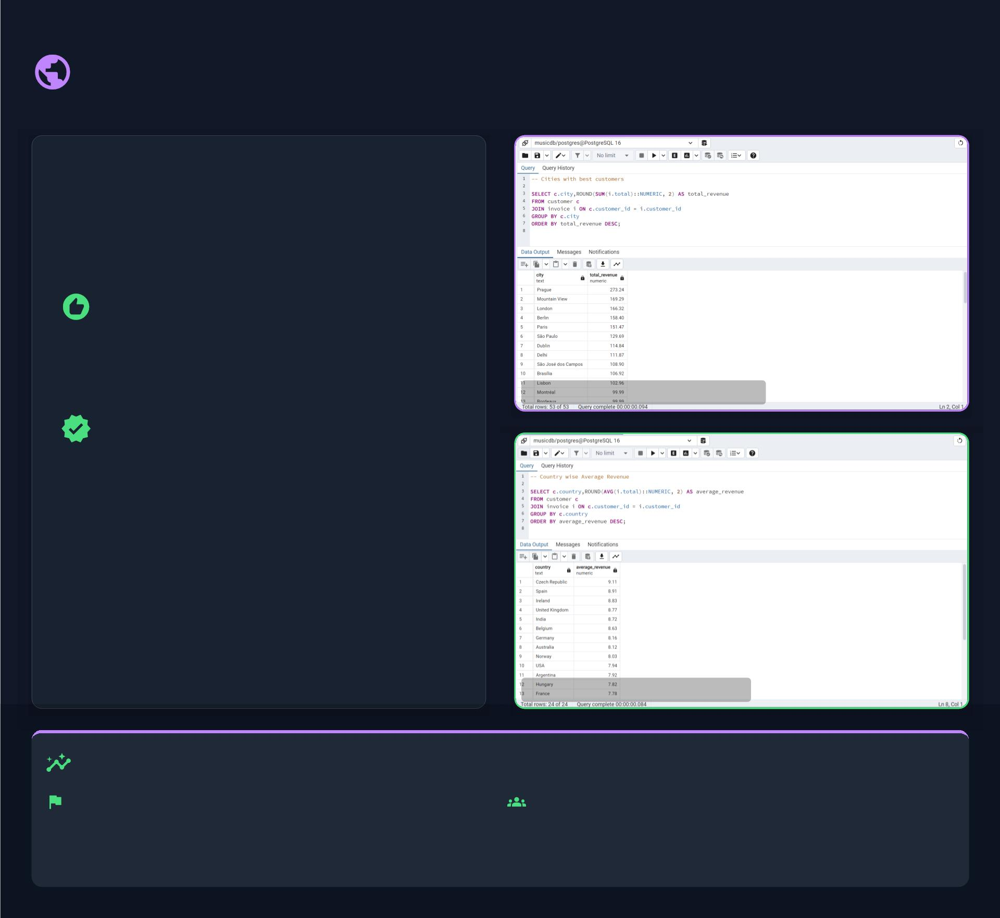 musicdb/postgres@PostgreSQL 16
No limit
Query Query History
1 -- Cities with best customers
2
3 SELECT c.city,ROUND(SUM(i.total)::NUMERIC, 2) AS total_revenue
4 FROM customer c
5 JOIN invoice i ON c.customer_id = i.customer_id
6 GROUP BY c.city
7 ORDER BY total_revenue DESC;
8
Data Output Messages Notifications
city total_revenue
text numeric
1 Prague 273.24
2 Mountain View 169.29
3 London 166.32
4 Berlin 158.40
5 Paris 151.47
6 São Paulo 129.69
7 Dublin 114.84
8 Delhi 111.87
9 São José dos Campos 108.90
10 Brasília 106.92
11 Lisbon 102.96
12 Montréal 99.99
13 Bordeaux 99.99
Total rows: 53 of 53 Query complete 00:00:00.094 Ln 2, Col 1
musicdb/postgres@PostgreSQL 16
No limit
Query Query History
1 -- Country wise Average Revenue
2
3 SELECT c.country,ROUND(AVG(i.total)::NUMERIC, 2) AS average_revenue
4 FROM customer c
5 JOIN invoice i ON c.customer_id = i.customer_id
6 GROUP BY c.country
7 ORDER BY average_revenue DESC;
8
Data Output Messages Notifications
country average_revenue
text numeric
1 Czech Republic 9.11
2 Spain 8.91
3 Ireland 8.83
4 United Kingdom 8.77
5 India 8.72
6 Belgium 8.63
7 Germany 8.16
8 Australia 8.12
9 Norway 8.03
10 USA 7.94
11 Argentina 7.92
12 Hungary 7.82
13 France 7.78
Total rows: 24 of 24 Query complete 00:00:00.084 Ln 8, Col 1